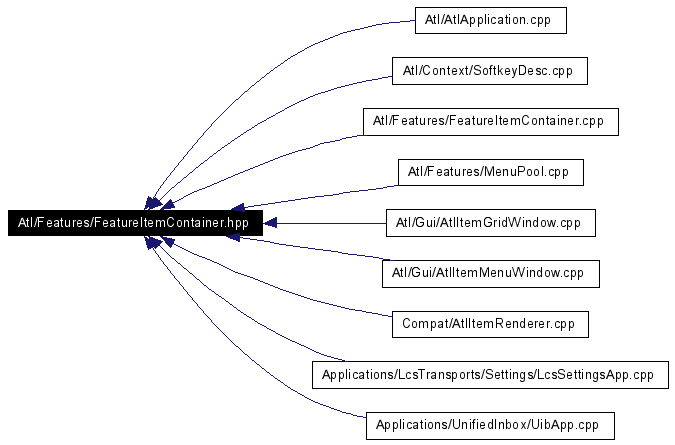 Atl/AtlApplication.cpp
Atl/Context/SoftkeyDesc.cpp
Atl/Features/FeatureItemContainer.cpp
Atl/Features/MenuPool.cpp
Atl/Features/FeatureItemContainer.hpp
Atl/Gui/AtlItemGridWindow.cpp
Atl/Gui/AtlItemMenuWindow.cpp
Compat/AtlItemRenderer.cpp
Applications/LcsTransports/Settings/LcsSettingsApp.cpp
Applications/UnifiedInbox/UibApp.cpp